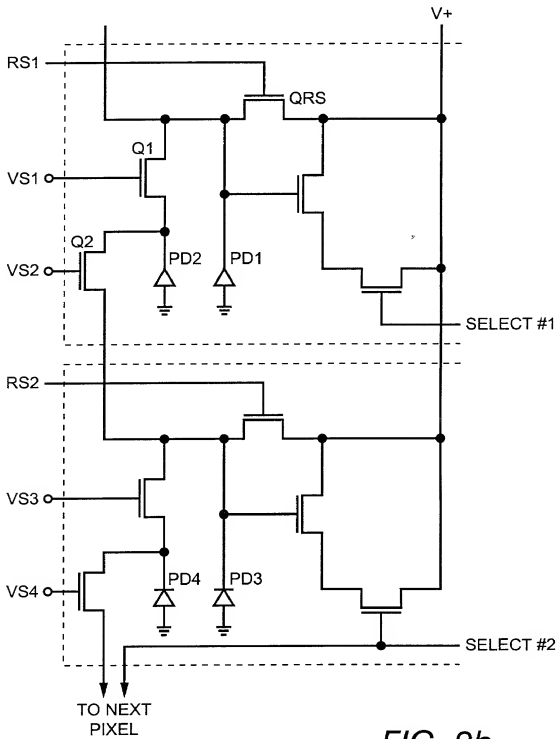 V+
RS1
QRS
Q1
VS1
Q2
PD2
PD1
VS2
SELECT #1
RS2
VS3
PD4
PD3
VS4
SELECT #2
TO NEXT
PIXEL